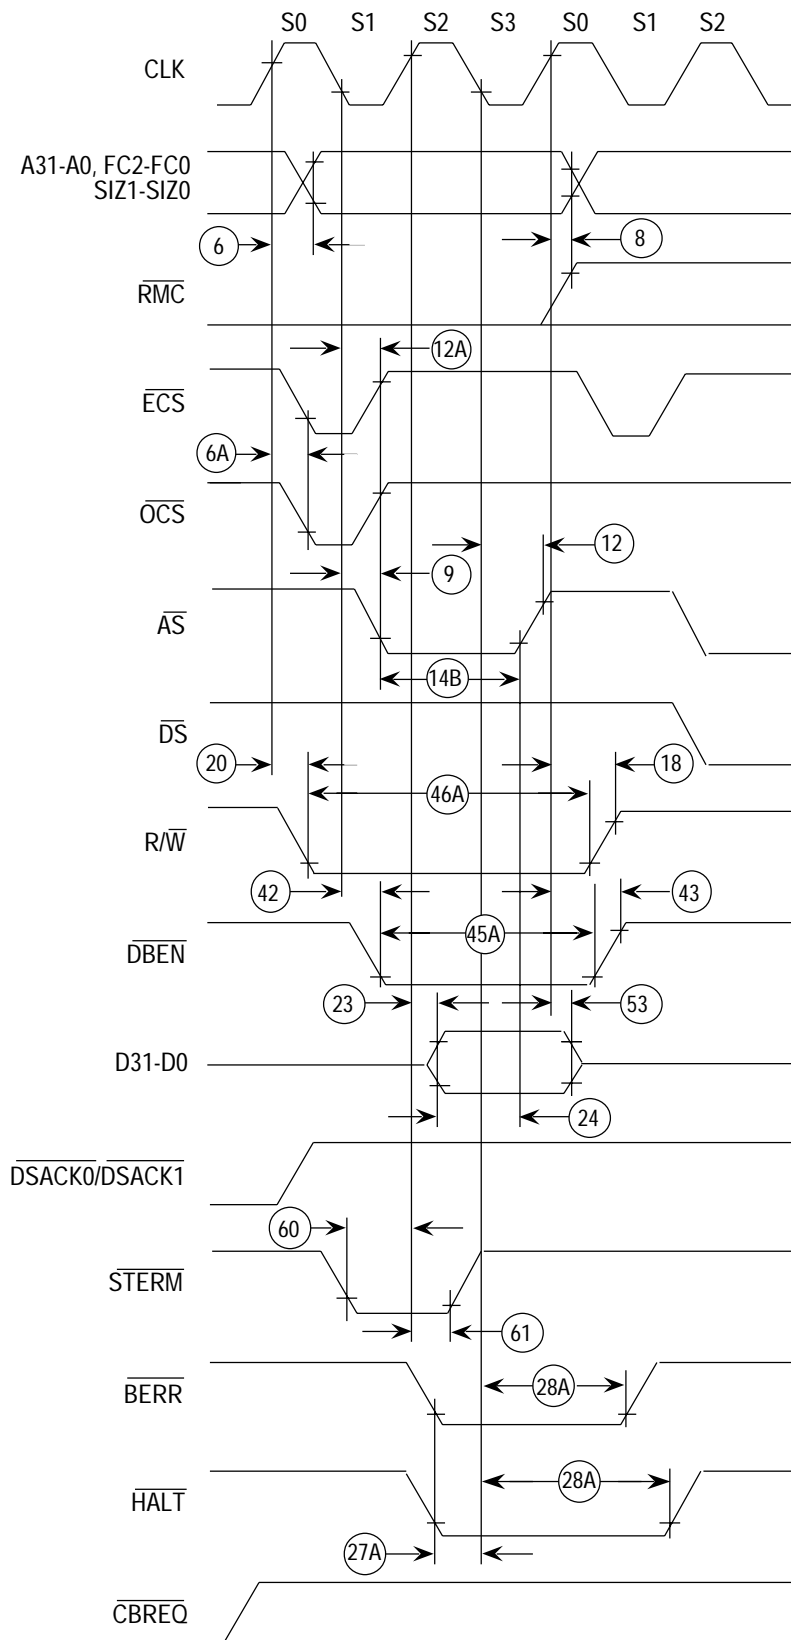 S0 S1 S2 S3 S0 S1 S2
CLK
A31-A0, FC2-FC0
SIZ1-SIZ0
6 8
RMC
12A
ECS
6A
OCS
12
9
AS
14B
DS
20 18
46A
R/W
42 43
45A
DBEN
23 53
D31-D0
24
DSACK0/DSACK1
60
STERM
61
28A
BERR
28A
HALT
27A
CBREQ